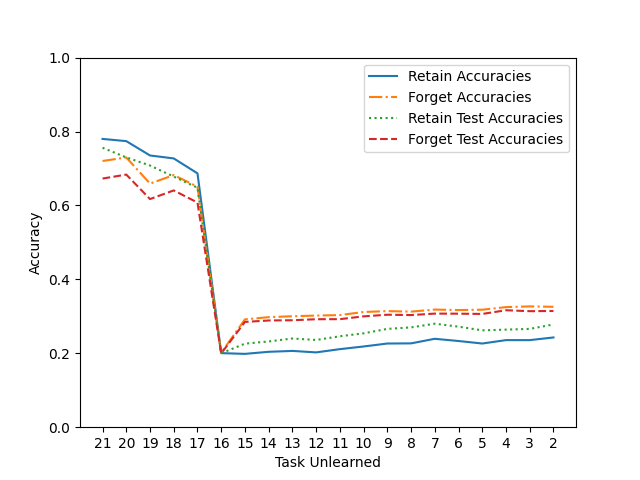 Retain Accuracies
Forget Accuracies
Retain Test Accuracies
Forget Test Accuracies
1.0
0.8
0.6
0.4
0.2
0.0
Accuracy
21 20 19 18 17 16 15 14 13 12 11 10 9 8 7 6 5 4 3 2
Task Unlearned